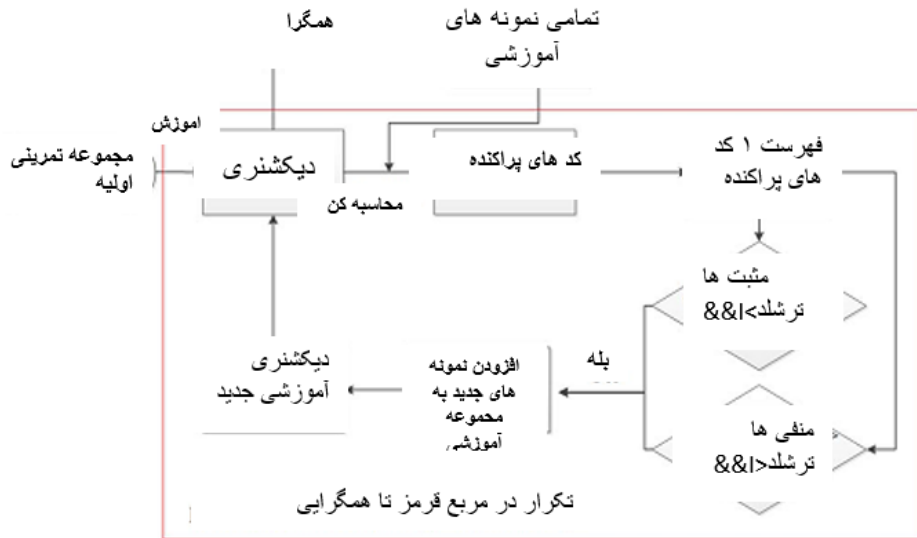 همگرا
تمامی نمونه های
آموزشی
اموزش
مجموعه تمرینی
اولیه
دیکشنری
محاسبه کن
کد های پراکنده
فهرست ۱ کد
های پراکنده
مثبت ها
ترشلد>l&&
بله
دیکشنری
آموزشی جدید
افزودن نمونه
های جدید به
مجموعه
آموزشی
منفی ها
ترشلد<l&&
تکرار در مربع قرمز تا همگرایی